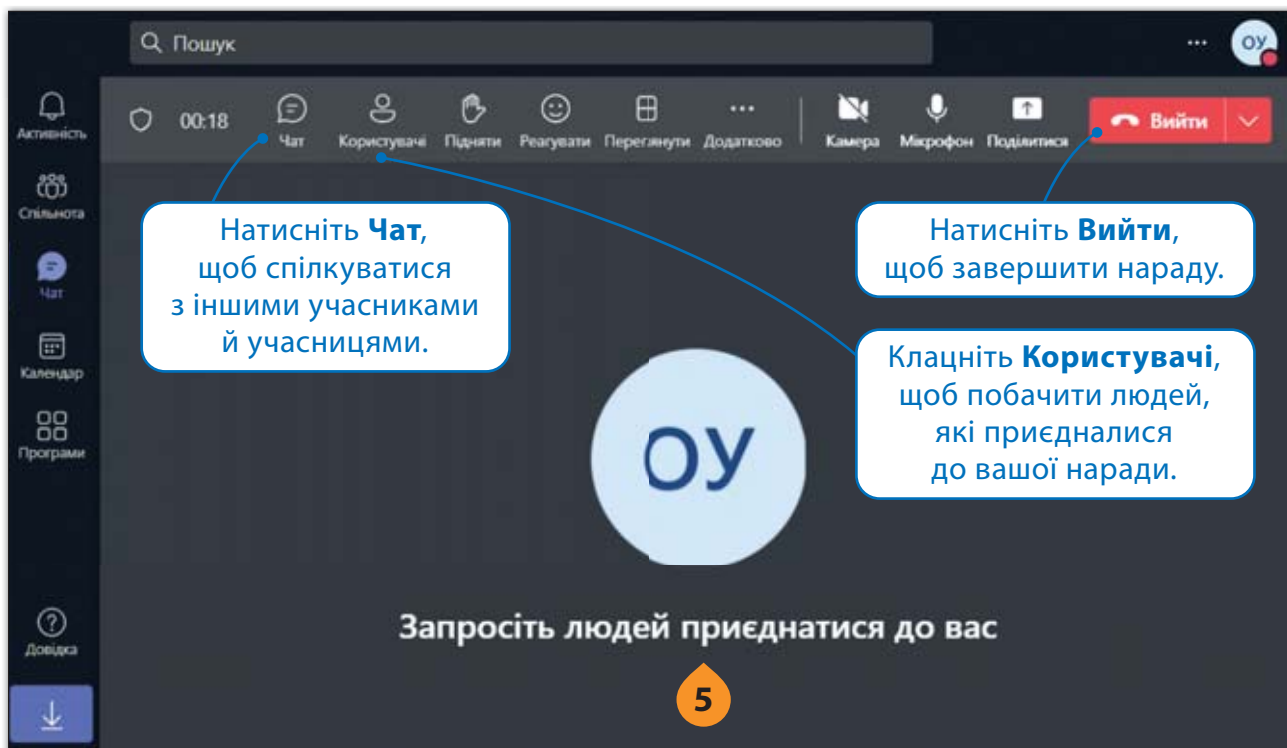 Пошук
ОУ
Активність
00:18
Чат
Користувачі
Підняти
Реагувати
Переглянути
Додатково
Камера
Мікрофон
Поділитися
Вийти
Спільнота
Чат
Календар
Програми
Довідка
Натисніть Чат,
щоб спілкуватися
з іншими учасниками
й учасницями.
Натисніть Вийти,
щоб завершити нараду.
Клацніть Користувачі,
щоб побачити людей,
які приєдналися
до вашої наради.
ОУ
Запросіть людей приєднатися до вас
5